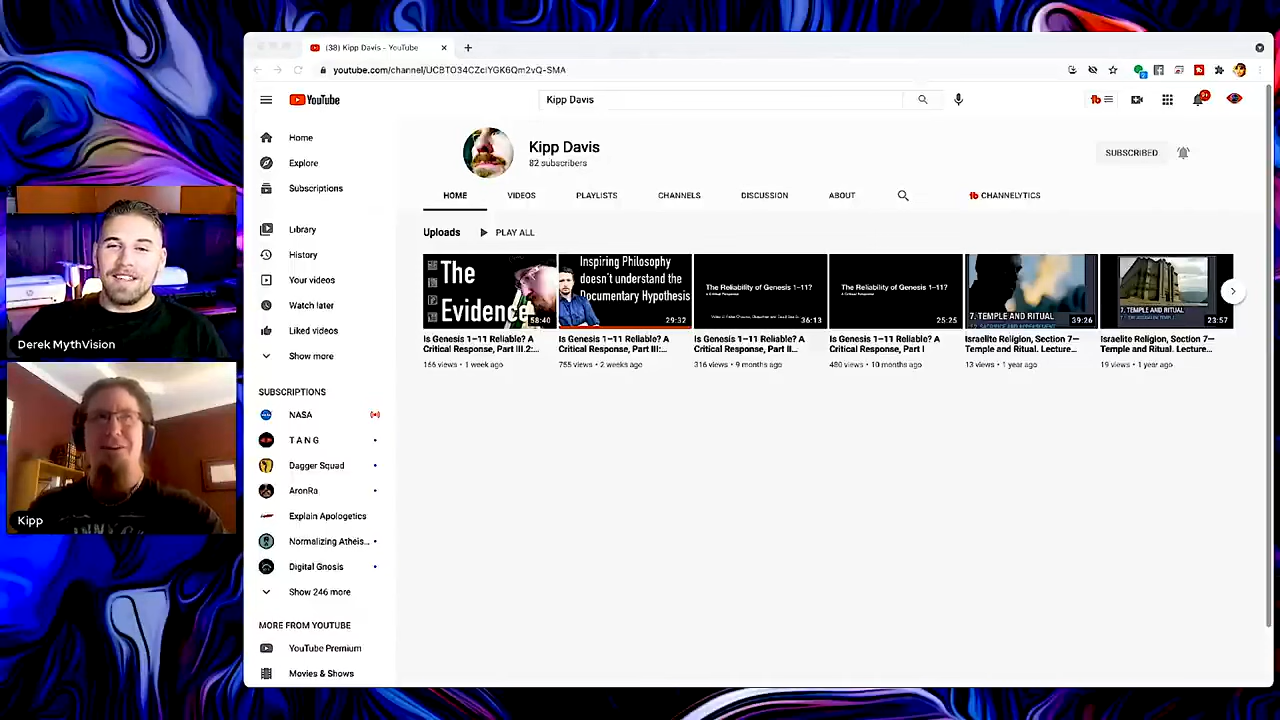 (38) Kipp Davis - YouTube
youtube.com/channel/UCBTO34CZcIYGK6Qm2vQ-SMA
YouTube
Kipp Davis
9+
Home
Explore
Subscriptions
Library
History
Your videos
Watch later
Liked videos
Show more
SUBSCRIPTIONS
NASA
T A N G
Dagger Squad
AronRa
Explain Apologetics
Normalizing Atheis...
Digital Gnosis
Show 246 more
MORE FROM YOUTUBE
YouTube Premium
Movies & Shows
Kipp Davis
82 subscribers
SUBSCRIBED
HOME VIDEOS PLAYLISTS CHANNELS DISCUSSION ABOUT CHANNELYTICS
Uploads PLAY ALL
The
Evidence
58:40
Is Genesis 1–11 Reliable? A
Critical Response, Part III.2:...
166 views • 1 week ago
Inspiring Philosophy
doesn't understand the
Documentary Hypothesis
29:32
Is Genesis 1–11 Reliable? A
Critical Response, Part III:...
755 views • 2 weeks ago
The Reliability of Genesis 1–11?
A Critical Response
36:13
Is Genesis 1–11 Reliable? A
Critical Response, Part II...
316 views • 9 months ago
The Reliability of Genesis 1–11?
A Critical Response
25:25
Is Genesis 1–11 Reliable? A
Critical Response, Part I
480 views • 10 months ago
7. TEMPLE AND RITUAL
39:26
Israelite Religion, Section 7—
Temple and Ritual. Lecture...
13 views • 1 year ago
7. TEMPLE AND RITUAL
23:57
Israelite Religion, Section 7—
Temple and Ritual. Lecture...
19 views • 1 year ago
Derek MythVision
Kipp